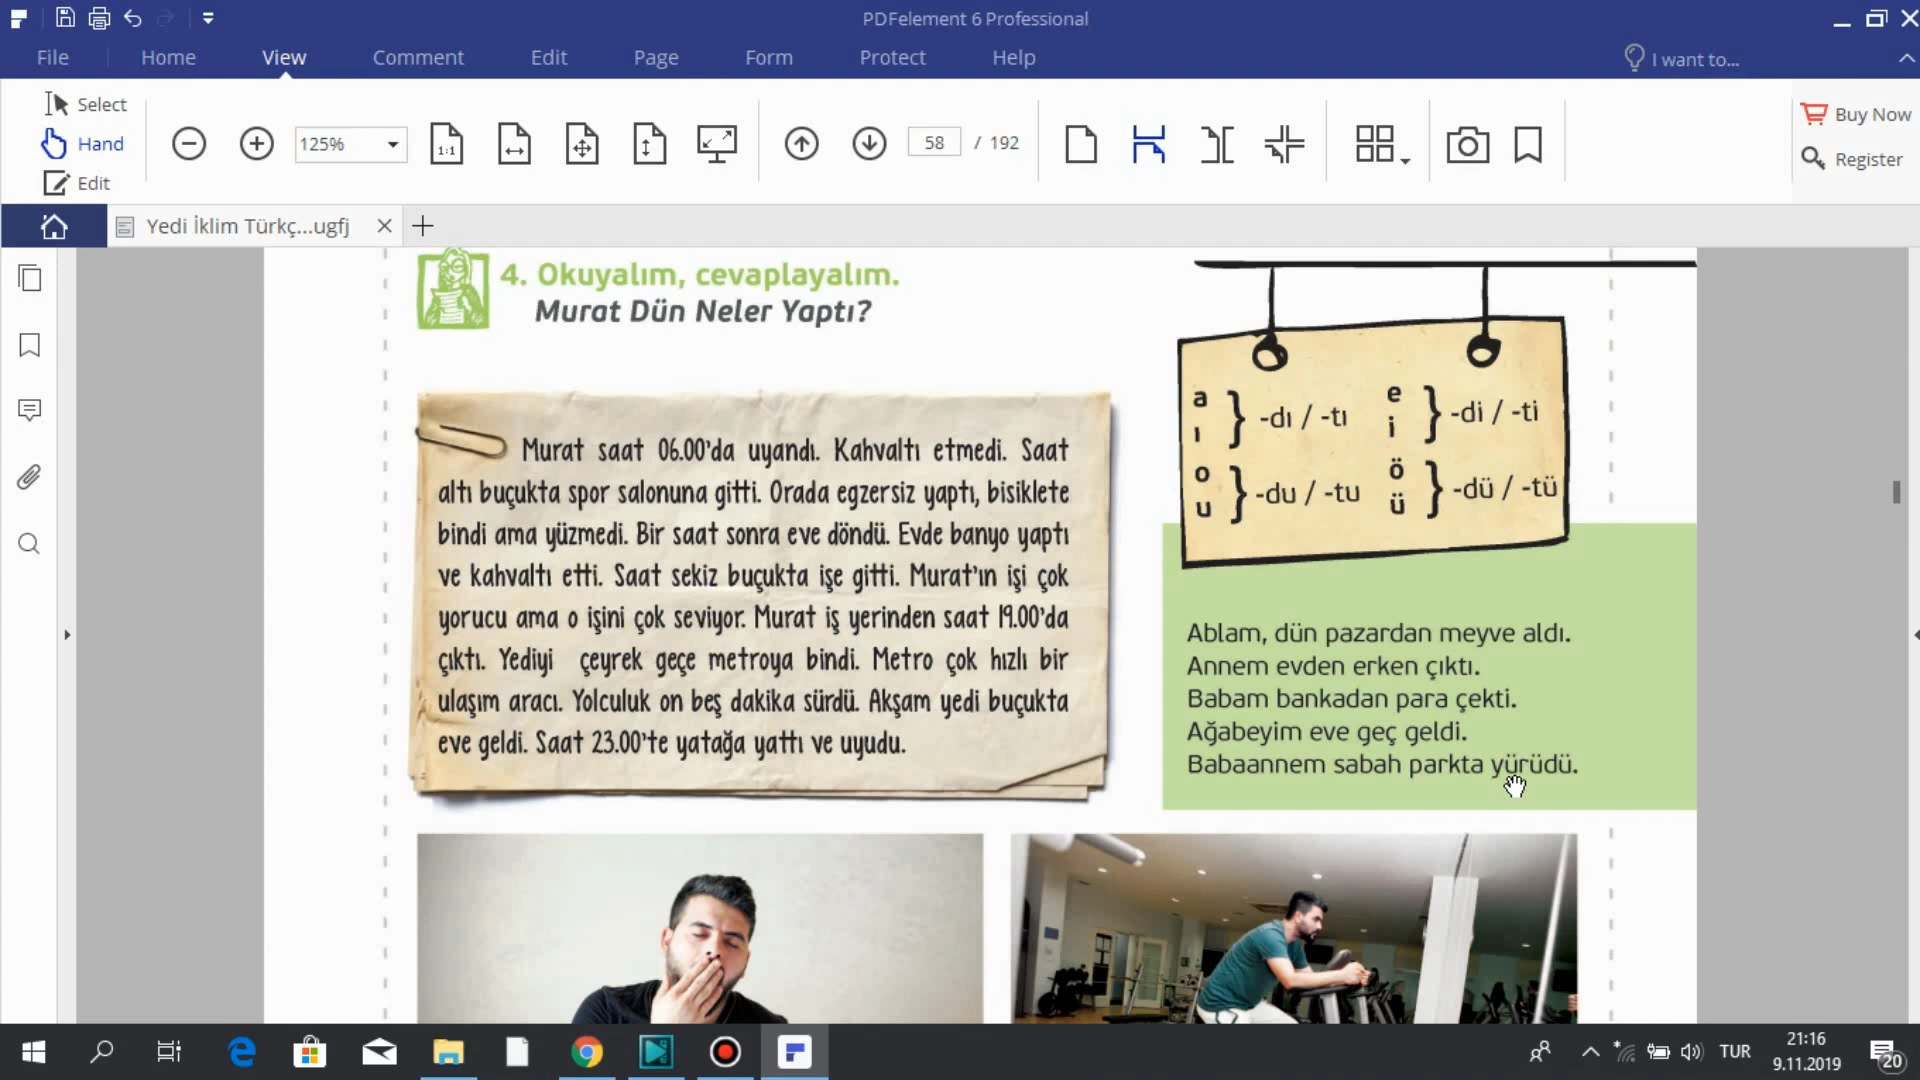 PDFelement 6 Professional
File Home View Comment Edit Page Form Protect Help
I want to...
Select
Hand
Edit
125%
1:1
58 / 192
Buy Now
Register
Yedi İklim Türkç...ugfj
4. Okuyalım, cevaplayalım.
Murat Dün Neler Yaptı?
Murat saat 06.00'da uyandı. Kahvaltı etmedi. Saat
altı buçukta spor salonuna gitti. Orada egzersiz yaptı, bisiklete
bindi ama yüzmedi. Bir saat sonra eve döndü. Evde banyo yaptı
ve kahvaltı etti. Saat sekiz buçukta işe gitti. Murat'ın işi çok
yorucu ama o işini çok seviyor. Murat iş yerinden saat 19.00'da
çıktı. Yediyi çeyrek geçe metroya bindi. Metro çok hızlı bir
ulaşım aracı. Yolculuk on beş dakika sürdü. Akşam yedi buçukta
eve geldi. Saat 23.00'te yatağa yattı ve uyudu.
a
ı
-dı / -tı
e
i
-di / -ti
o
u
-du / -tu
ö
ü
-dü / -tü
Ablam, dün pazardan meyve aldı.
Annem evden erken çıktı.
Babam bankadan para çekti.
Ağabeyim eve geç geldi.
Babaannem sabah parkta yürüdü.
TUR
21:16
9.11.2019
20